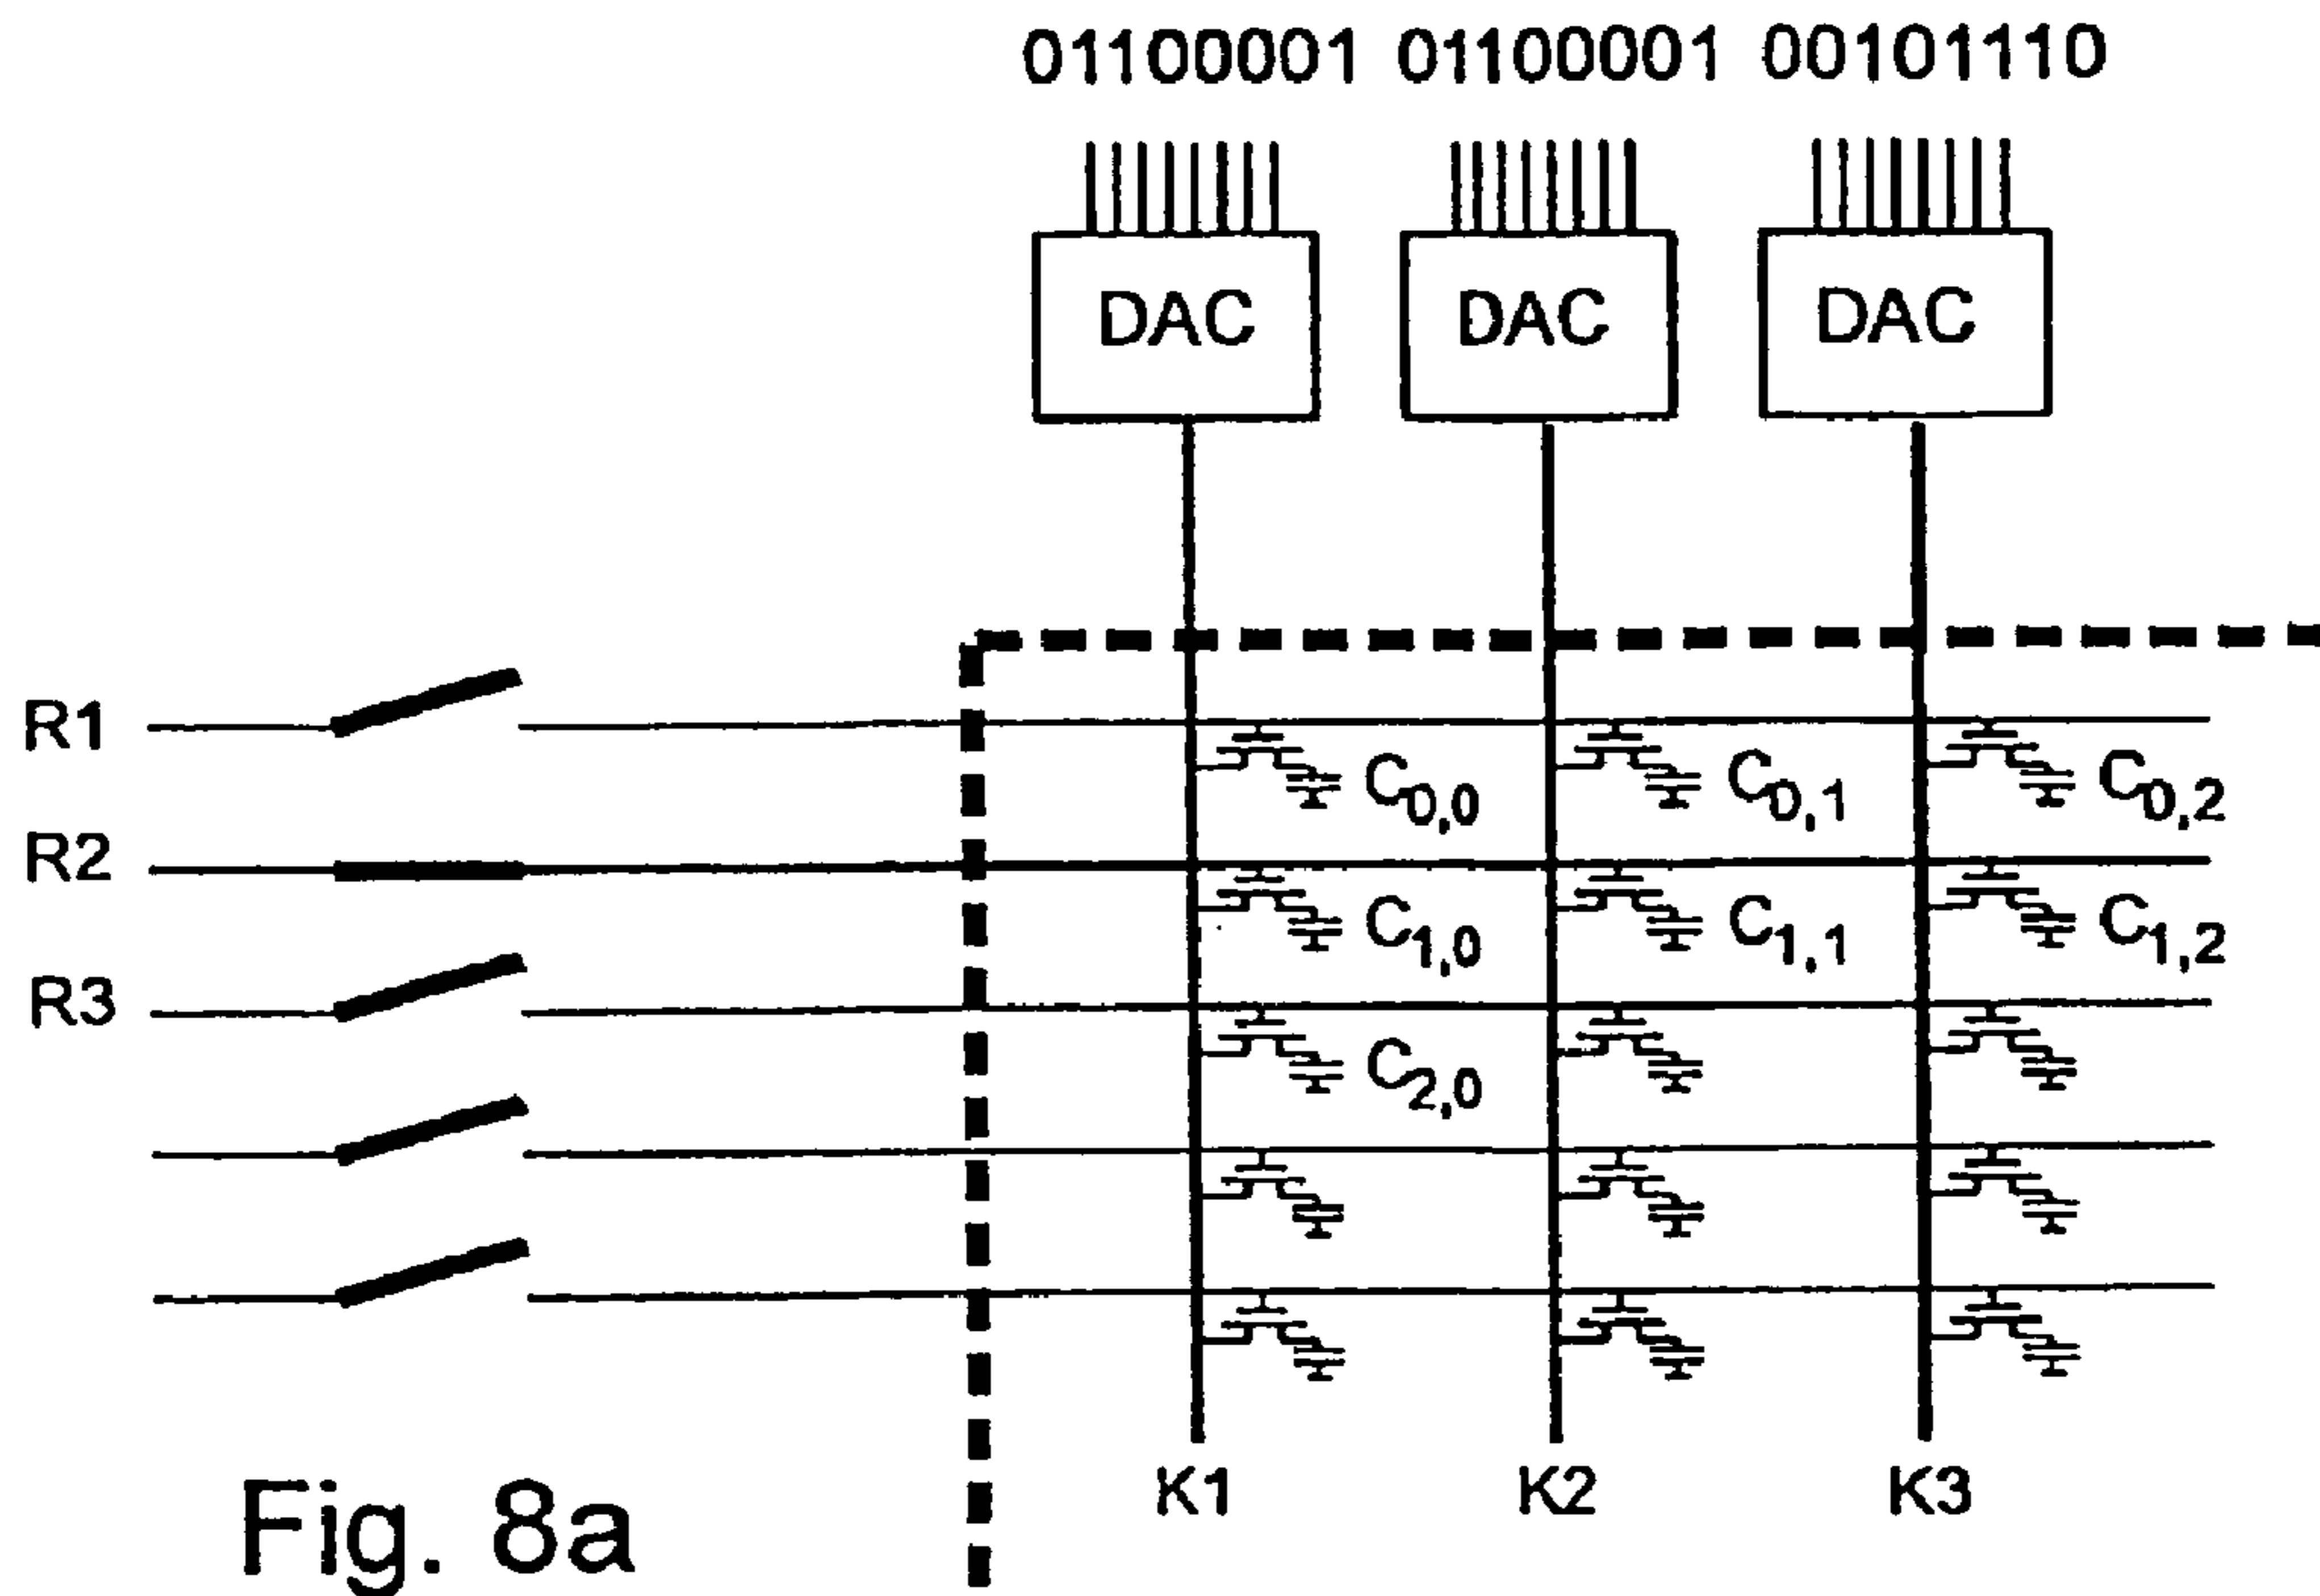 01100001 01100001 00101110
DAC DAC DAC
R1
C0,0 C0,1 C0,2
R2
C1,0 C1,1 C1,2
R3
C2,0
K1 K2 K3
Fig. 8a